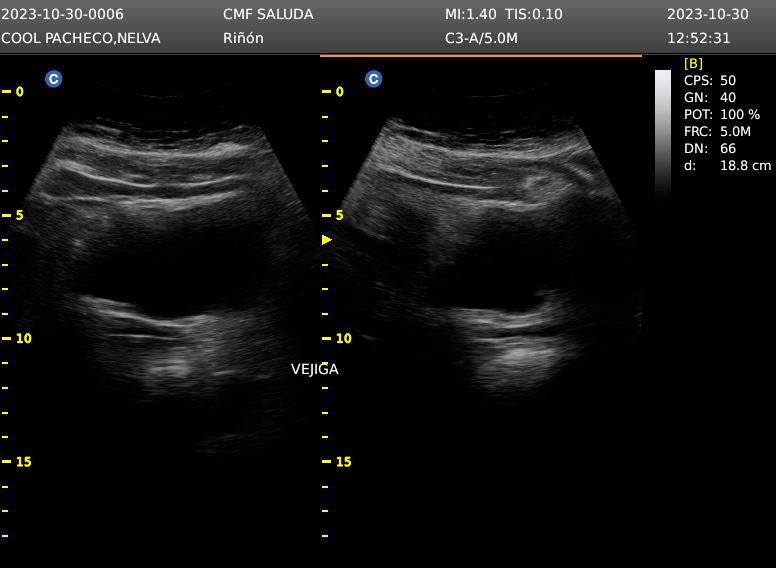 2023-10-30-0006 CMF SALUDA MI:1.40 TIS:0.10 2023-10-30
COOL PACHECO,NELVA Riñón C3-A/5.0M 12:52:31
C C
[B]
0 0
CPS: 50
GN: 40
POT: 100 %
FRC: 5.0M
DN: 66
d: 18.8 cm
5 5
10 10
VEJIGA
15 15